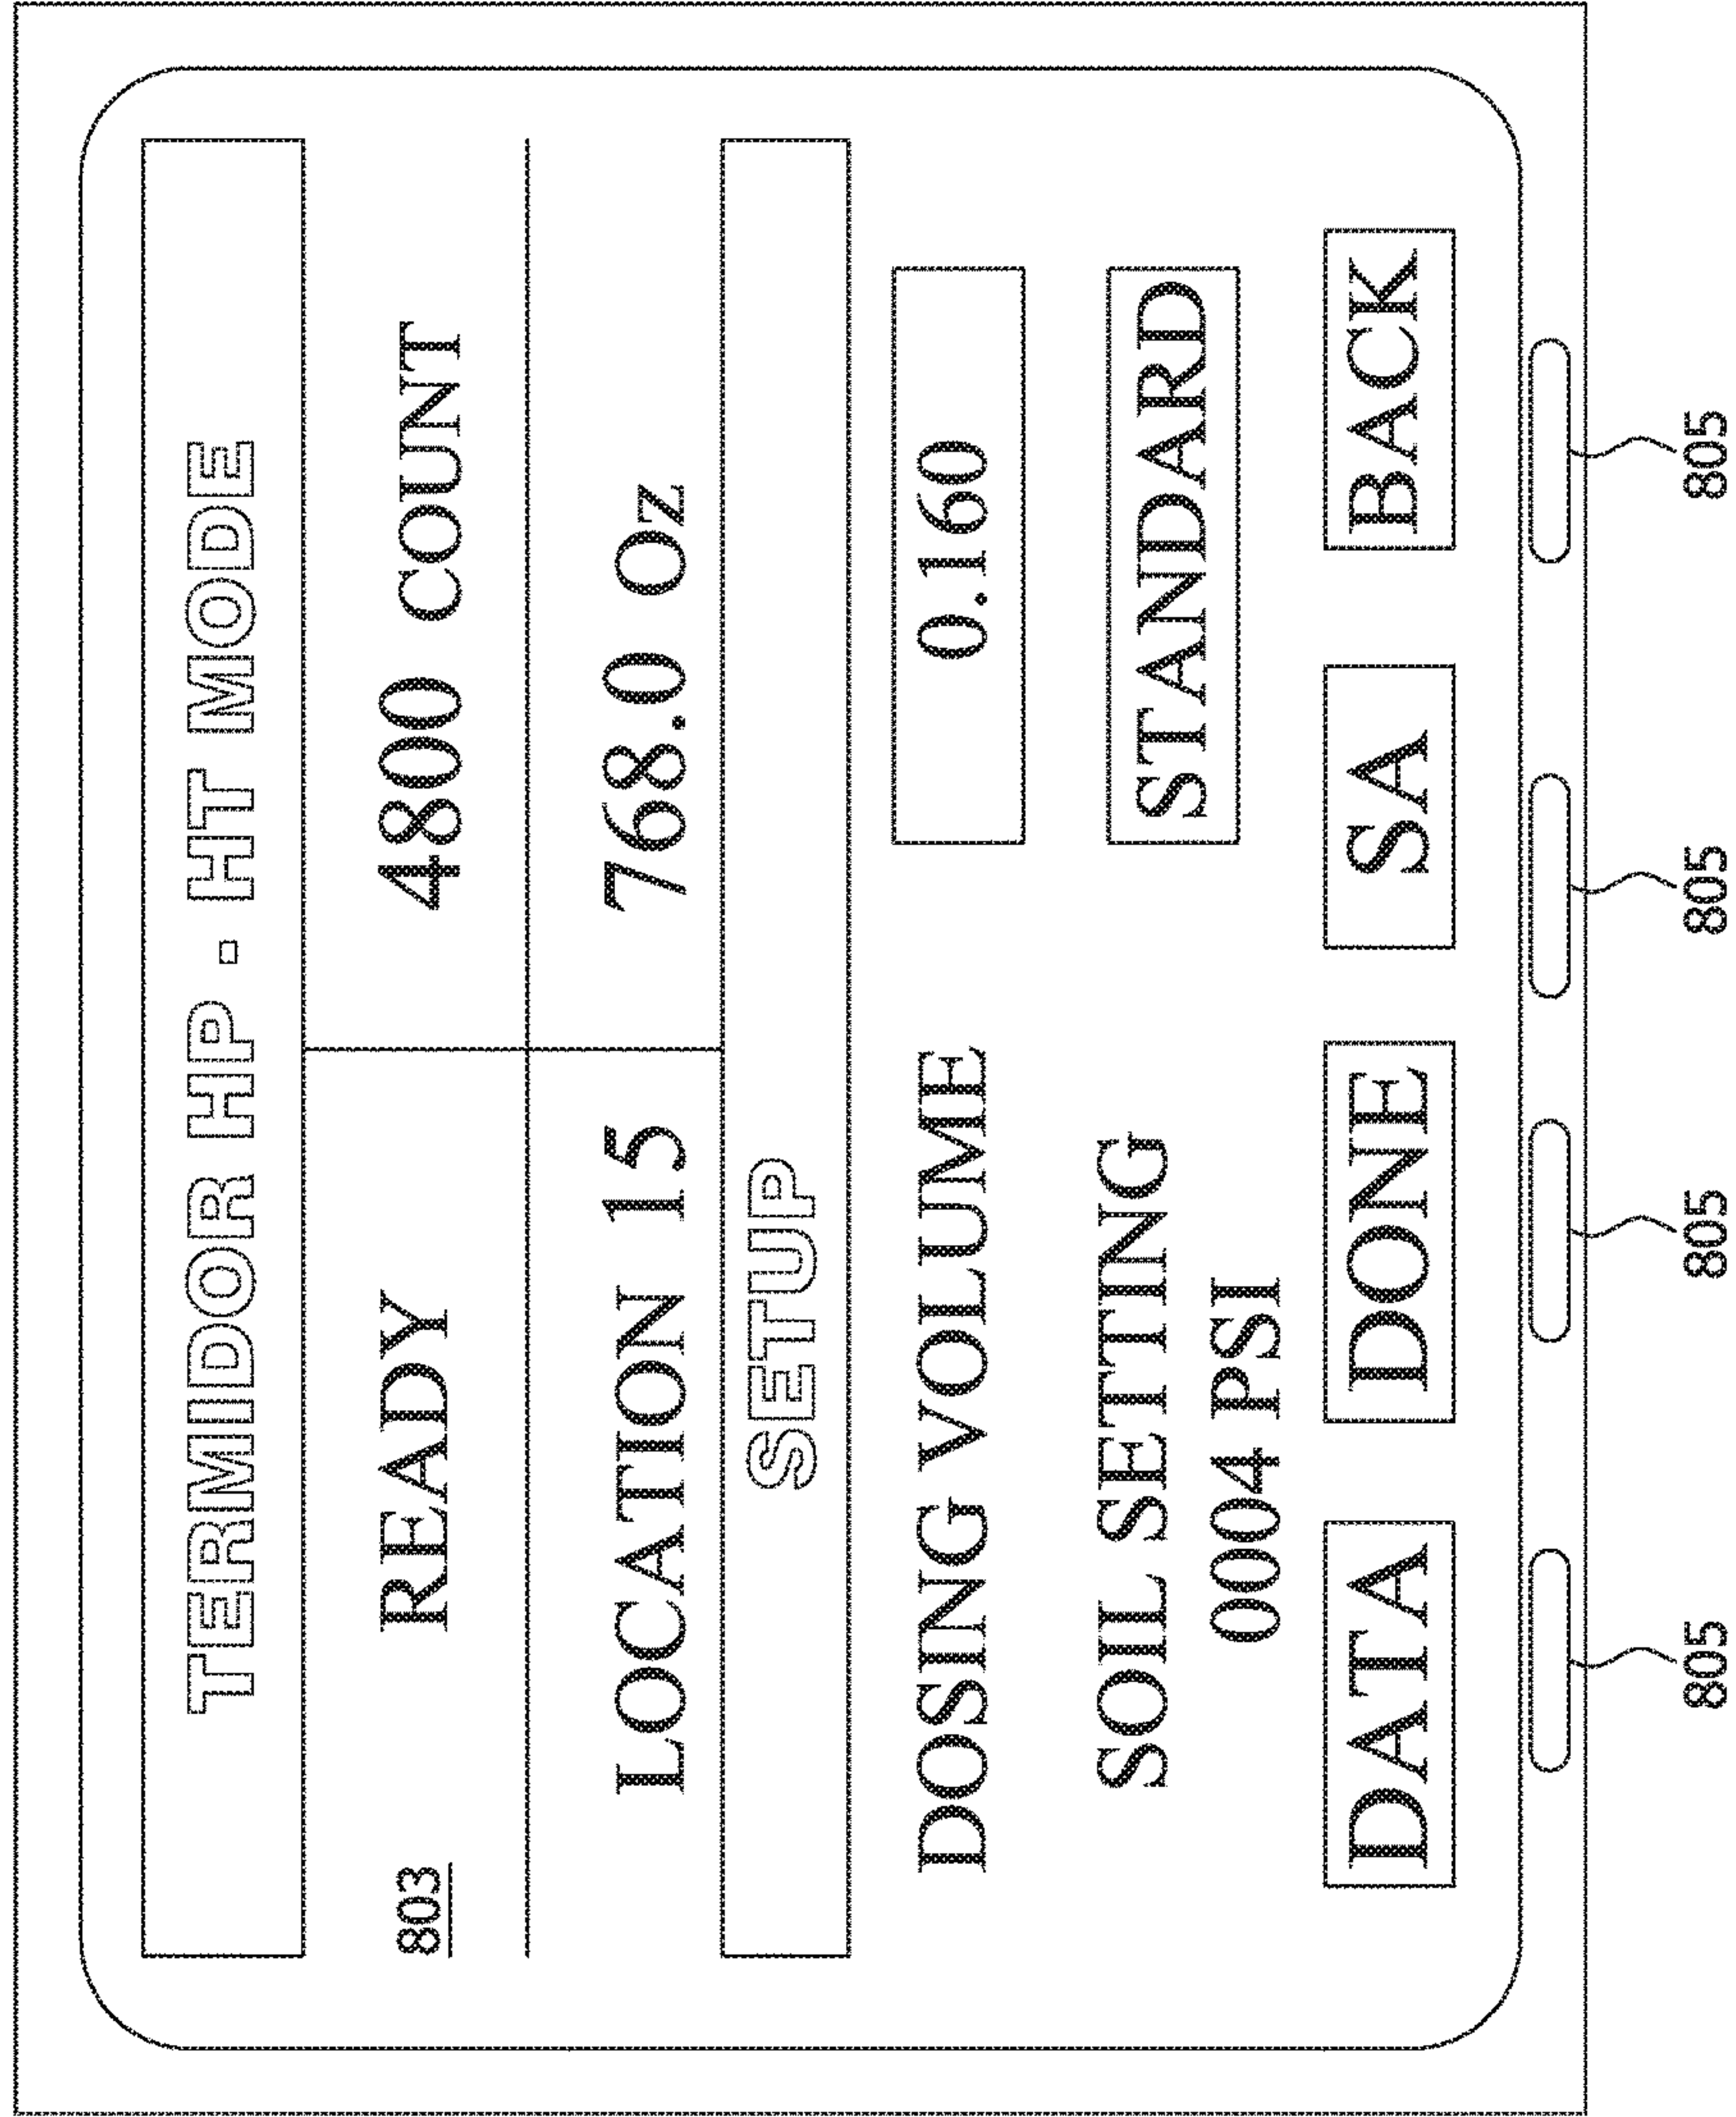 TERMIDOR HP - HT MODE
803 READY 4800 COUNT
LOCATION 15 768.0 Oz
SETUP
DOSING VOLUME 0.160
SOIL SETTING STANDARD
0004 PSI
DATA DONE SA BACK
805 805 805 805